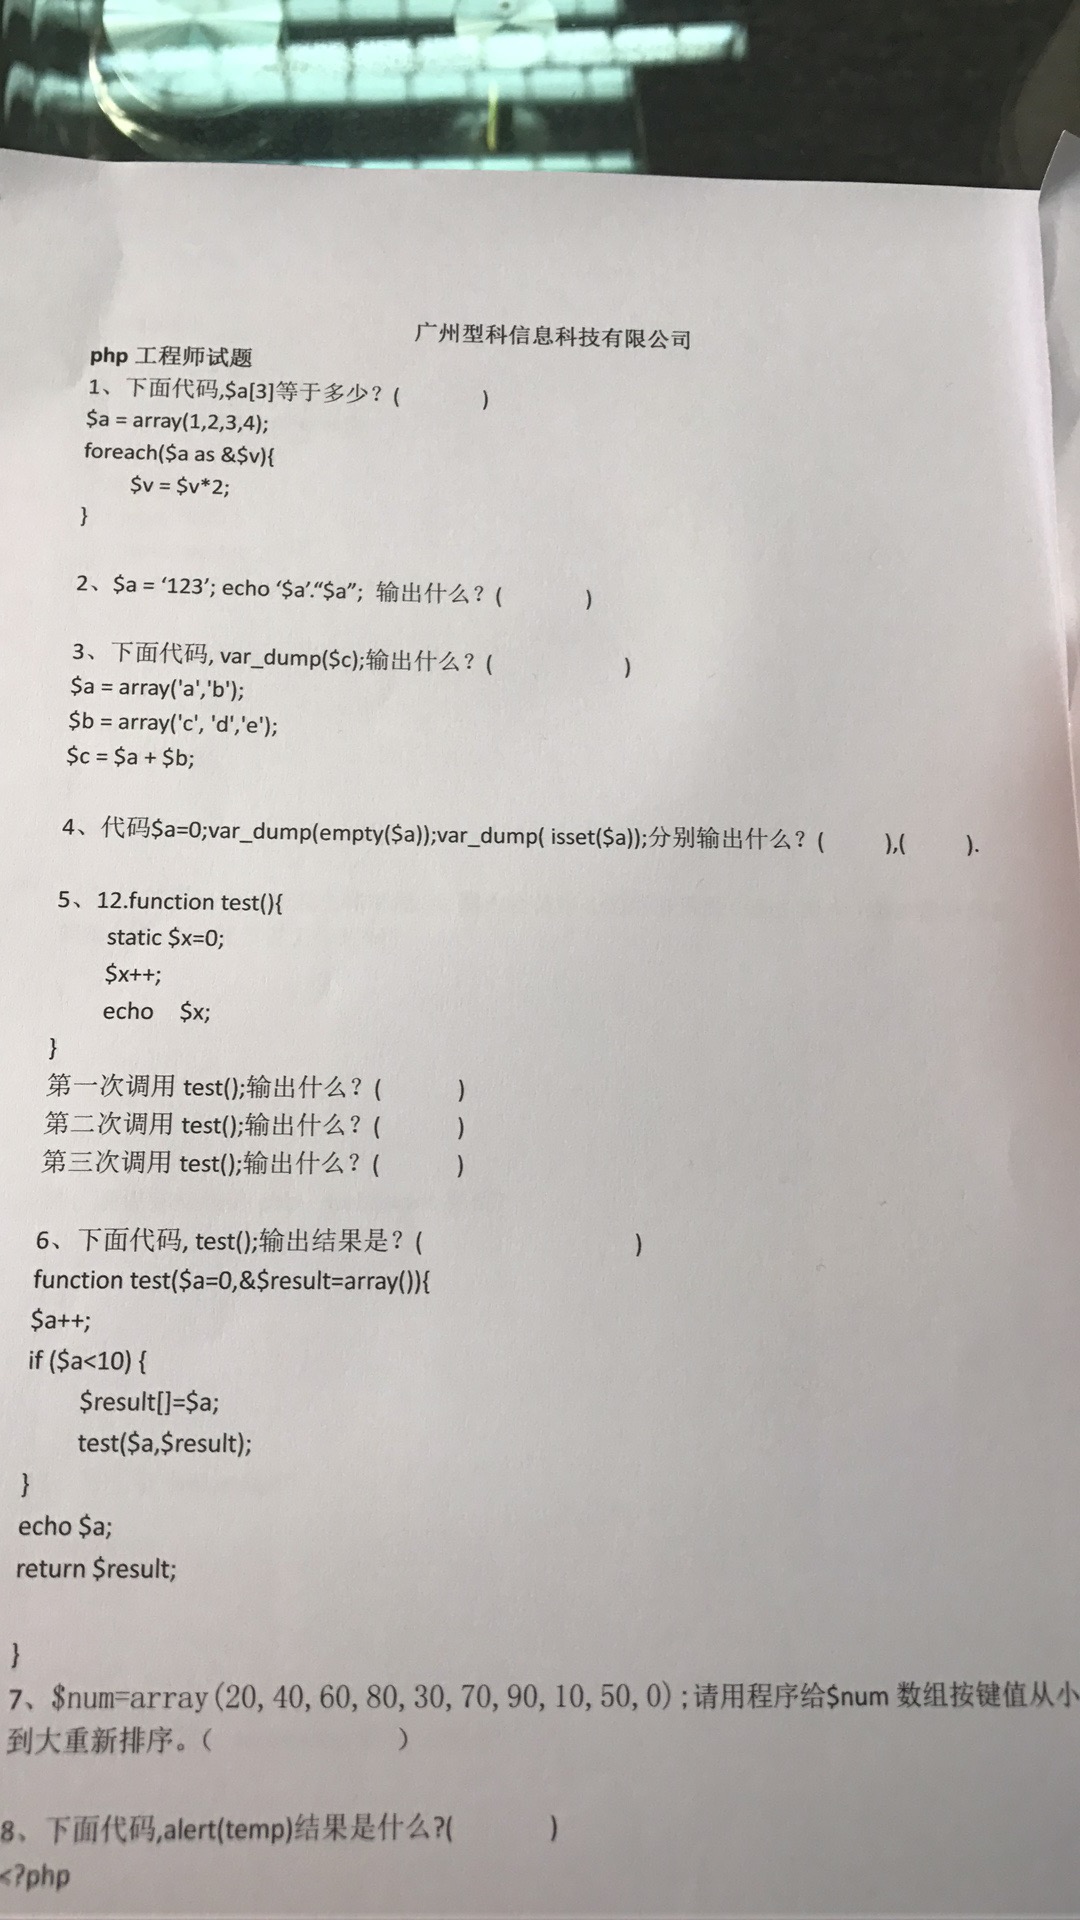 广州型科信息科技有限公司
php 工程师试题
1、下面代码,$a[3]等于多少？(            )
$a = array(1,2,3,4);
foreach($a as &$v){
$v = $v*2;
}
2、$a = ‘123’; echo ‘$a’.“$a”; 输出什么？(            )
3、下面代码, var_dump($c);输出什么？(                    )
$a = array('a','b');
$b = array('c', 'd','e');
$c = $a + $b;
4、代码$a=0;var_dump(empty($a));var_dump( isset($a));分别输出什么？(        ),(        ).
5、12.function test(){
static $x=0;
$x++;
echo   $x;
}
第一次调用 test();输出什么？(            )
第二次调用 test();输出什么？(            )
第三次调用 test();输出什么？(            )
6、下面代码, test();输出结果是？(                                )
function test($a=0,&$result=array()){
$a++;
if ($a<10) {
$result[]=$a;
test($a,$result);
}
echo $a;
return $result;
}
7、$num=array(20,40,60,80,30,70,90,10,50,0);请用程序给$num 数组按键值从小
到大重新排序。(                        )
8、下面代码,alert(temp)结果是什么?(              )
<?php